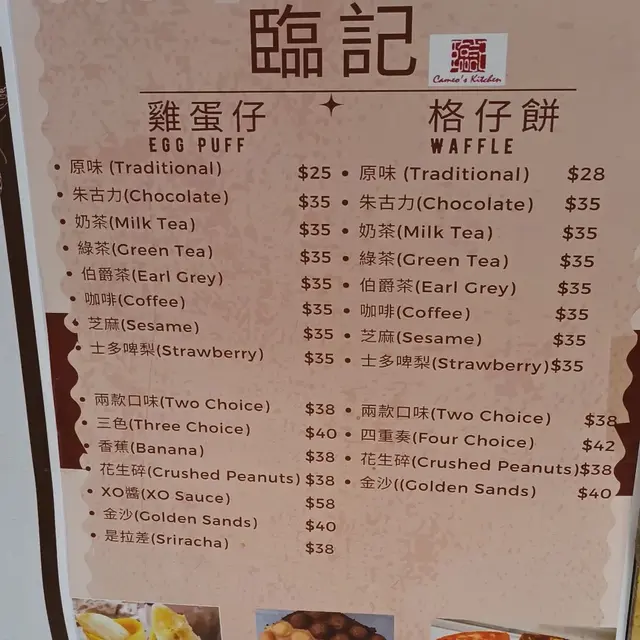 臨記
臨記
Cameo's Kitchen
雞蛋仔
EGG PUFF
• 原味 (Traditional) $25
• 朱古力(Chocolate) $35
• 奶茶(Milk Tea) $35
• 綠茶(Green Tea) $35
• 伯爵茶(Earl Grey) $35
• 咖啡(Coffee) $35
• 芝麻(Sesame) $35
• 士多啤梨(Strawberry) $35
• 兩款口味(Two Choice) $38
• 三色(Three Choice) $40
• 香蕉(Banana) $38
• 花生碎(Crushed Peanuts) $38
• XO醬(XO Sauce) $58
• 金沙(Golden Sands) $40
• 是拉差(Sriracha) $38
格仔餅
WAFFLE
• 原味 (Traditional) $28
• 朱古力(Chocolate) $35
• 奶茶(Milk Tea) $35
• 綠茶(Green Tea) $35
• 伯爵茶(Earl Grey) $35
• 咖啡(Coffee) $35
• 芝麻(Sesame) $35
• 士多啤梨(Strawberry) $35
• 兩款口味(Two Choice) $38
• 四重奏(Four Choice) $42
• 花生碎(Crushed Peanuts) $38
• 金沙((Golden Sands) $40